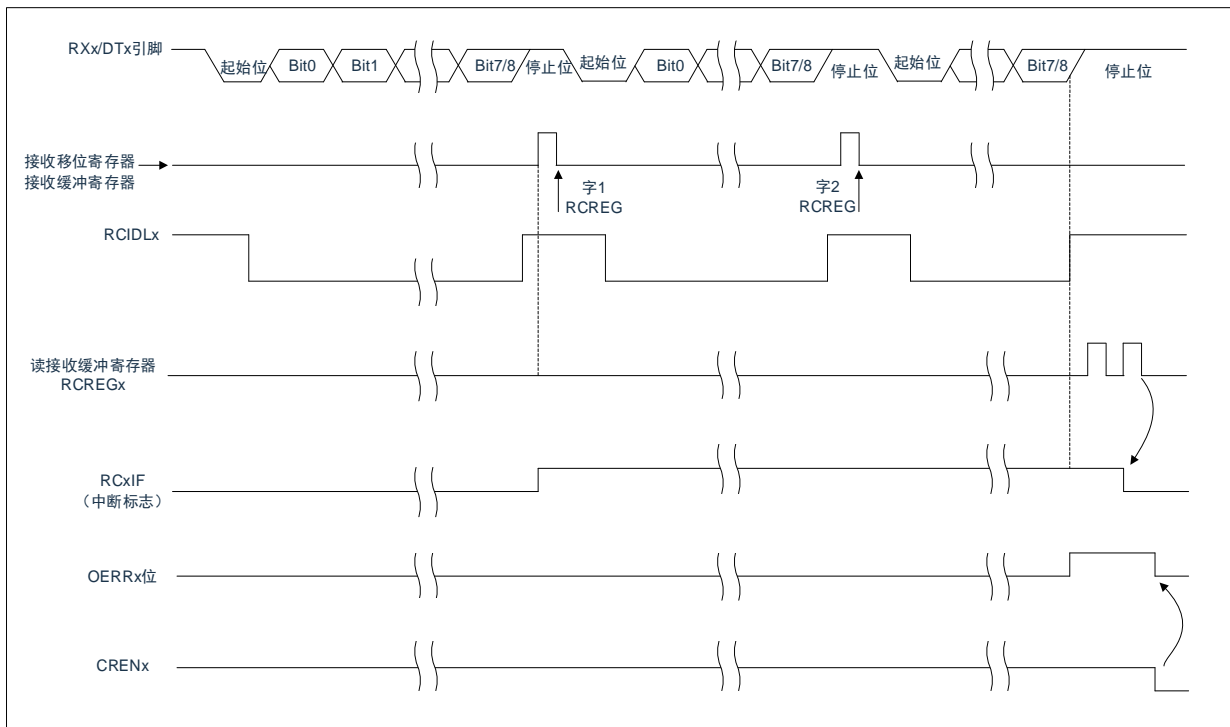 RXx/DTx引脚
起始位 Bit0 Bit1 Bit7/8 停止位 起始位 Bit0 Bit7/8 停止位 起始位 Bit7/8 停止位
接收移位寄存器
接收缓冲寄存器
字1
RCREG
字2
RCREG
RCIDLx
读接收缓冲寄存器
RCREGx
RCxIF
（中断标志）
OERRx位
CRENx